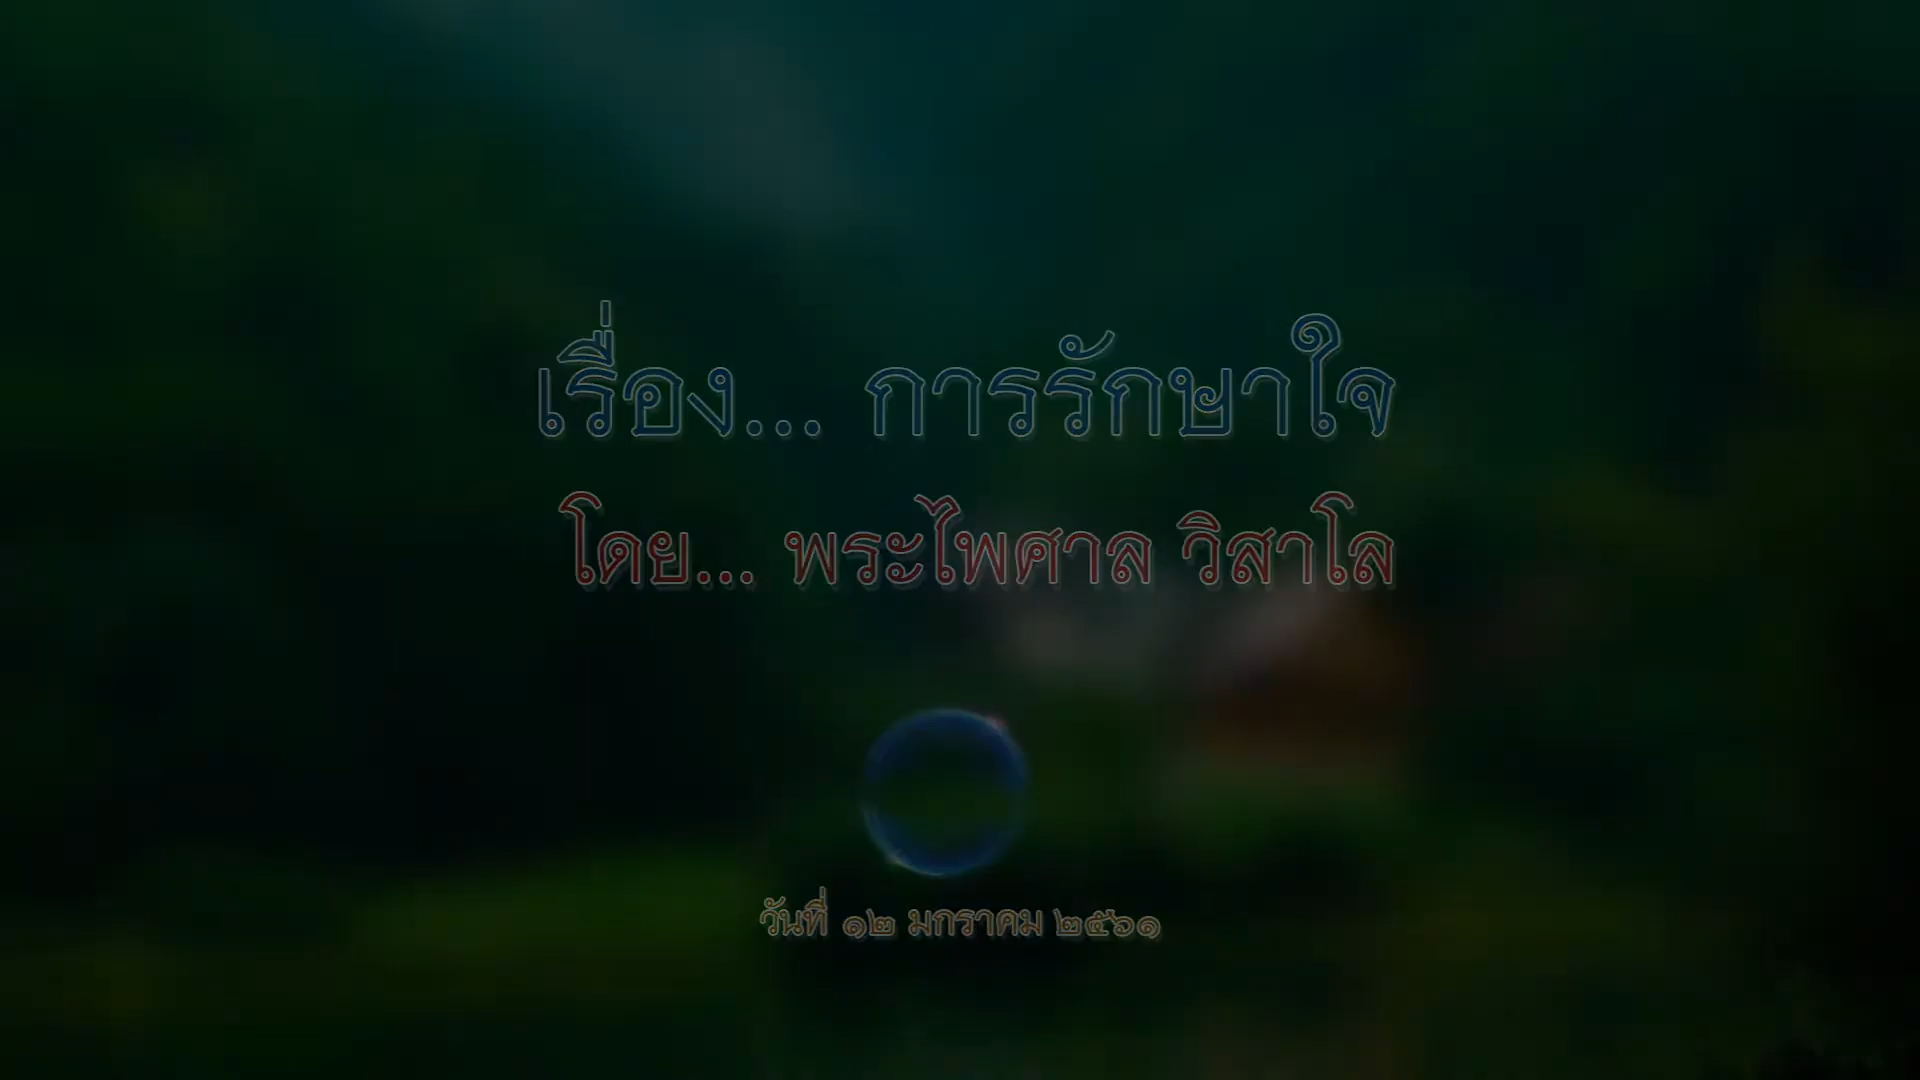 เรื่อง... การรักษาใจ
โดย... พระไพศาล วิสาโล
วันที่ ๑๒ มกราคม ๒๕๖๑